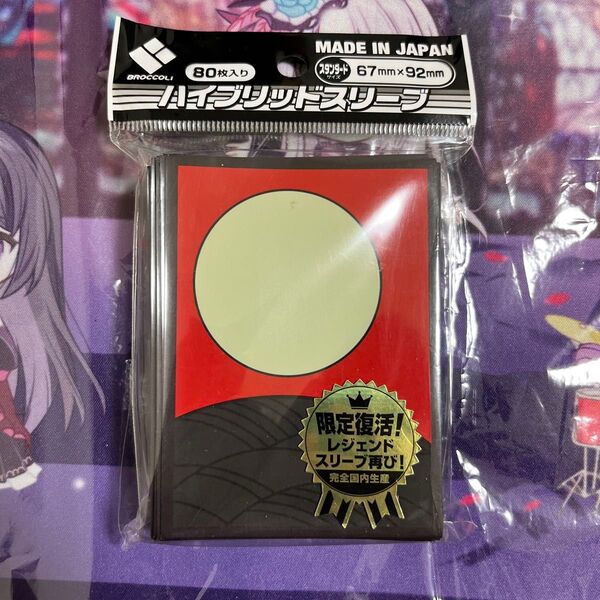 MADE IN JAPAN
BROCCOLI
80枚入り
スタンダードサイズ
67mm×92mm
ハイブリッドスリーブ
限定復活!
レジェンド
スリーブ再び!
完全国内生産